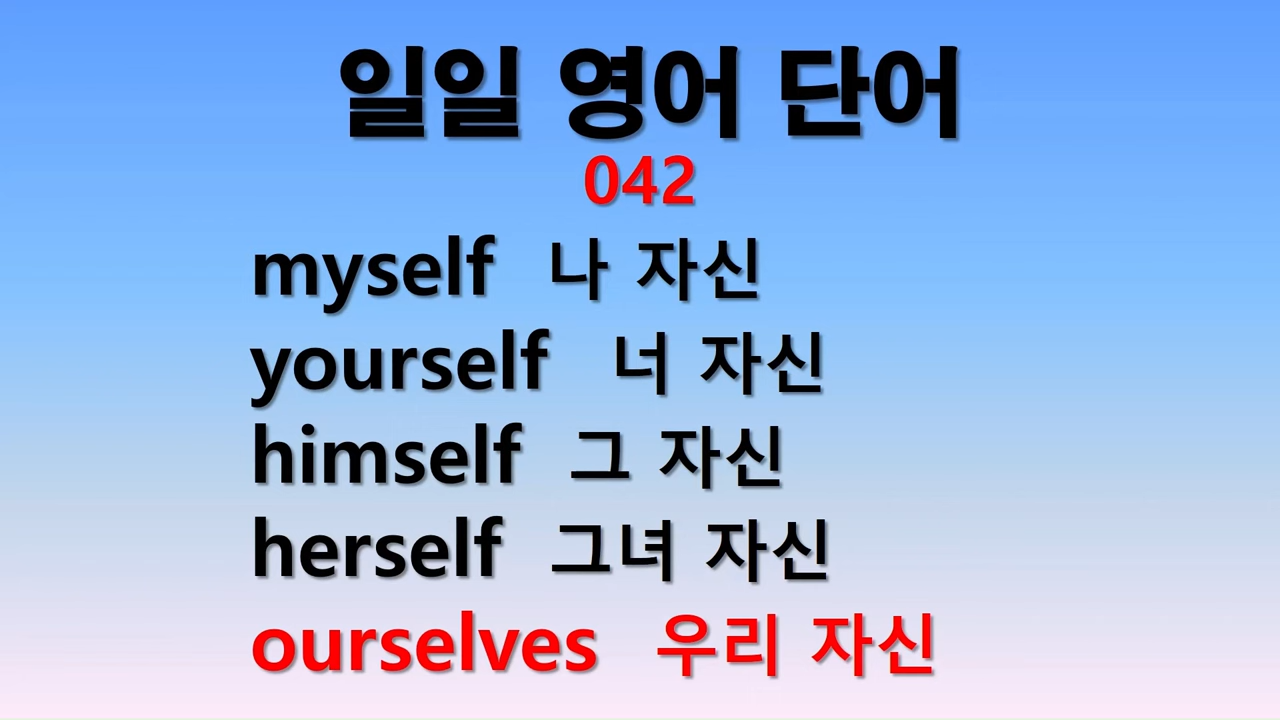 일일 영어 단어
042
myself 나 자신
yourself 너 자신
himself 그 자신
herself 그녀 자신
ourselves 우리 자신